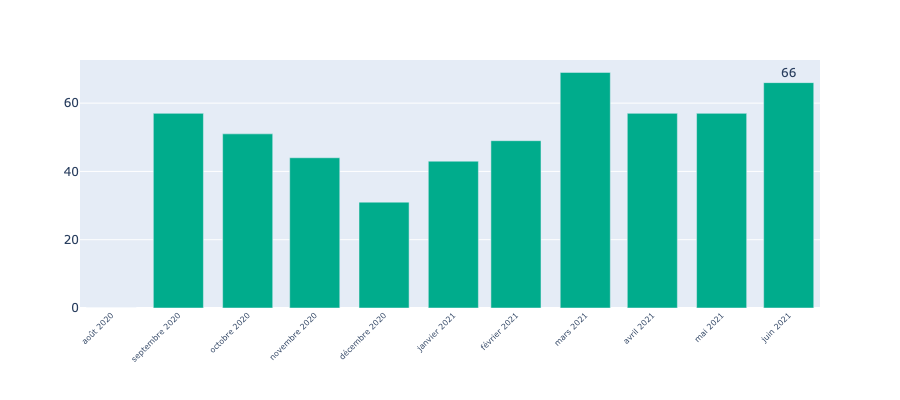 66
60
40
20
0
août 2020
septembre 2020
octobre 2020
novembre 2020
décembre 2020
janvier 2021
février 2021
mars 2021
avril 2021
mai 2021
juin 2021